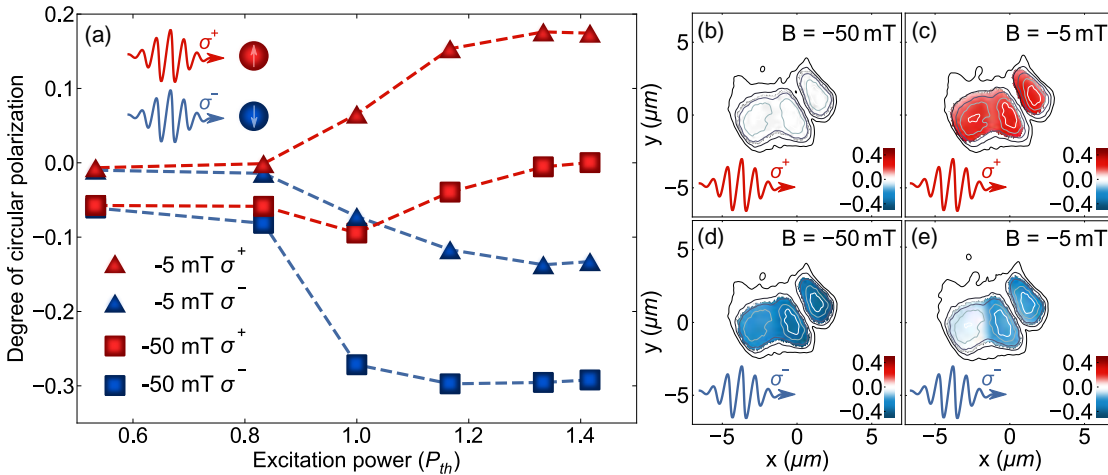 (a)
σ+
σ−
0.2
0.1
0.0
−0.1
−0.2
−0.3
Degree of circular polarization
-5 mT σ+
-5 mT σ−
-50 mT σ+
-50 mT σ−
0.6 0.8 1.0 1.2 1.4
Excitation power (Pth)
(b) B = −50 mT
5
0
−5
y (μm)
σ+
0.4
0.0
−0.4
(c) B = −5 mT
σ+
0.4
0.0
−0.4
(d) B = −50 mT
5
0
−5
y (μm)
σ−
0.4
0.0
−0.4
−5 0 5
x (μm)
(e) B = −5 mT
σ−
0.4
0.0
−0.4
−5 0 5
x (μm)